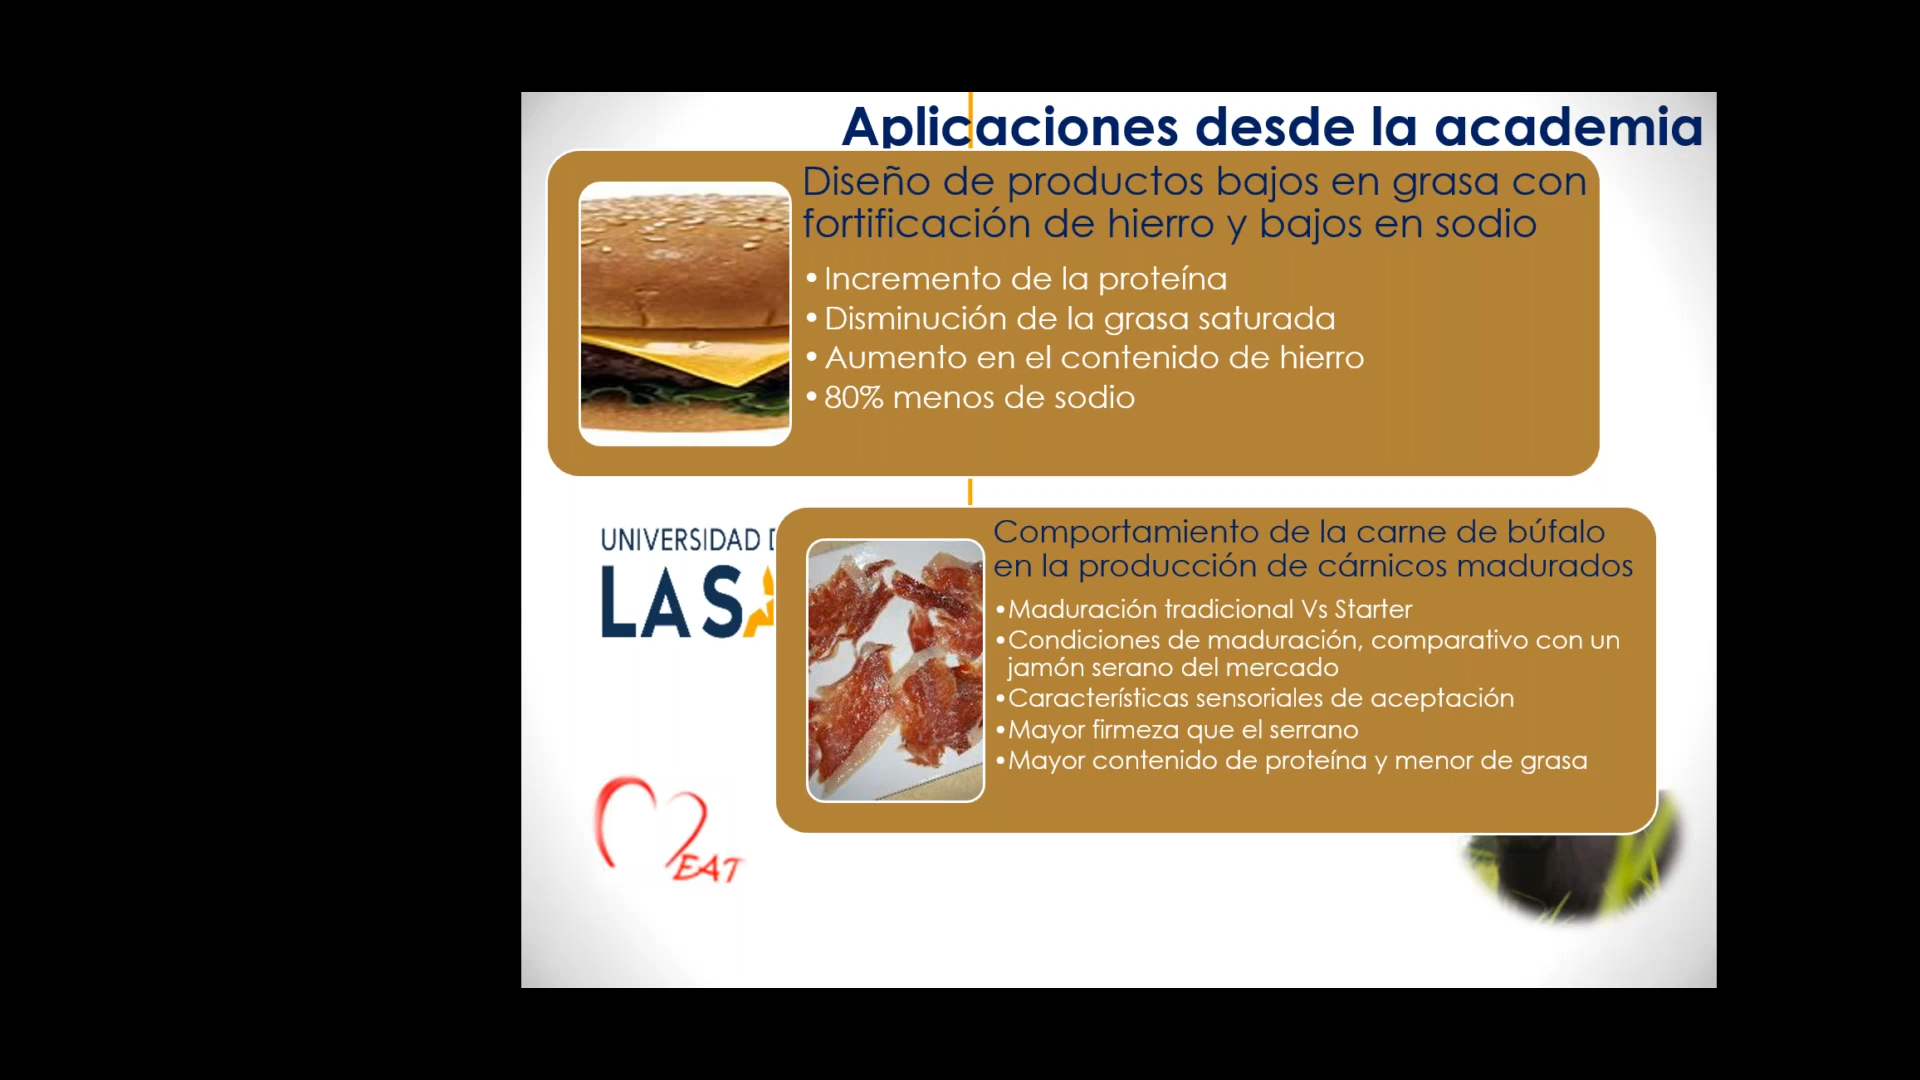 Aplicaciones desde la academia
Diseño de productos bajos en grasa con
fortificación de hierro y bajos en sodio
•Incremento de la proteína
•Disminución de la grasa saturada
•Aumento en el contenido de hierro
•80% menos de sodio
UNIVERSIDAD
LAS
Comportamiento de la carne de búfalo
en la producción de cárnicos madurados
•Maduración tradicional Vs Starter
•Condiciones de maduración, comparativo con un
jamón serano del mercado
•Características sensoriales de aceptación
•Mayor firmeza que el serrano
•Mayor contenido de proteína y menor de grasa
MEAT